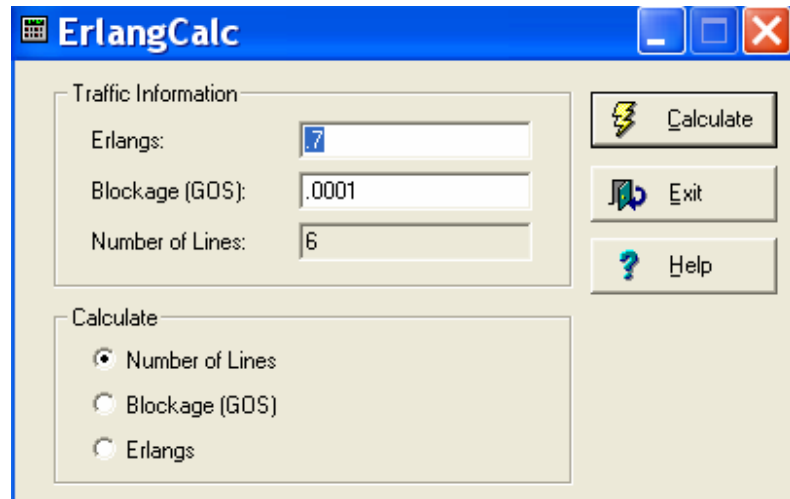 ErlangCalc
Traffic Information
Erlangs: .7
Blockage (GOS): .0001
Number of Lines: 6
Calculate
Exit
Help
Calculate
Number of Lines
Blockage (GOS)
Erlangs